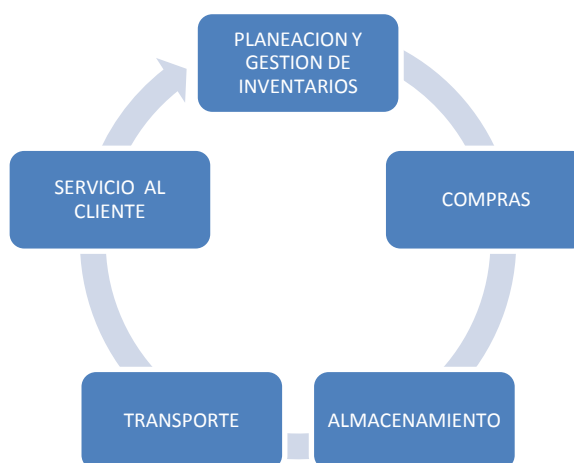 PLANEACION Y
GESTION DE
INVENTARIOS
COMPRAS
ALMACENAMIENTO
TRANSPORTE
SERVICIO AL
CLIENTE